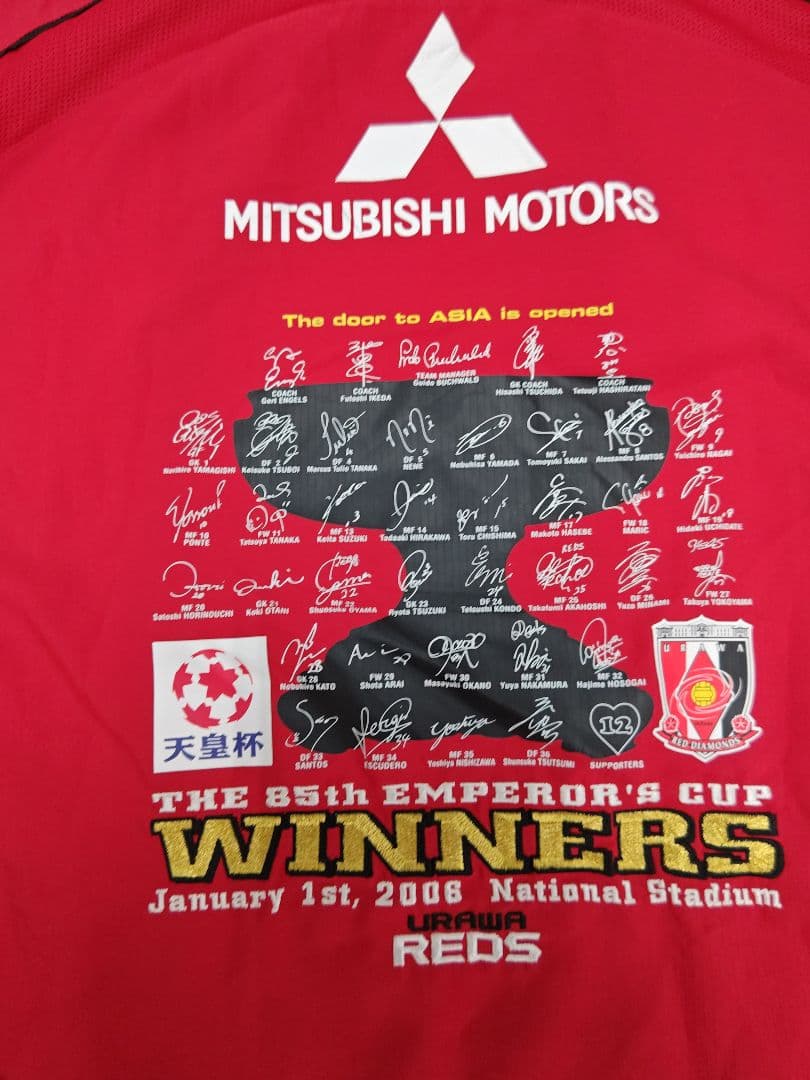 MITSUBISHI MOTORS
The door to ASIA is opened
COACH Gert ENGELS
COACH Futoshi IKEDA
TEAM MANAGER Guido BUCHWALD
GK COACH Hisashi TSUCHIDA
COACH Tetsuji HASHIRATANI
GK 1 Norihiro YAMAGISHI
DF 2 Keisuke TSUBOI
DF 4 Marcus Tulio TANAKA
DF 5 NENE
MF 6 Nobuhisa YAMADA
MF 7 Tomoyuki SAKAI
MF 8 Alessandro SANTOS
FW 9 Yuichiro NAGAI
MF 10 PONTE
FW 11 Tatsuya TANAKA
MF 13 Keita SUZUKI
MF 14 Tadaaki HIRAKAWA
MF 15 Toru CHISHIMA
MF 17 Makoto HASEBE
FW 18 MARIC
MF 19 Hideki UCHIDATE
MF 20 Satoshi HORINOUCHI
GK 21 Koki OTANI
MF 22 Shunsuke OYAMA
GK 23 Ryota TSUZUKI
DF 24 Tetsushi KONDO
MF 25 Takafumi AKAHOSHI
DF 26 Yuzo MINAMI
FW 27 Takuya YOKOYAMA
GK 28 Nobuhiro KATO
FW 29 Shota ARAI
FW 30 Masayuki OKANO
MF 31 Yuya NAKAMURA
MF 32 Hajime HOSOGAI
DF 33 SANTOS
MF 34 ESCUDERO
MF 35 Yoshiya NISHIZAWA
DF 36 Shunsuke TSUTSUMI
12
SUPPORTERS
天皇杯
URAWA
RED DIAMONDS
THE 85th EMPEROR'S CUP
WINNERS
January 1st, 2006 National Stadium
URAWA
REDS